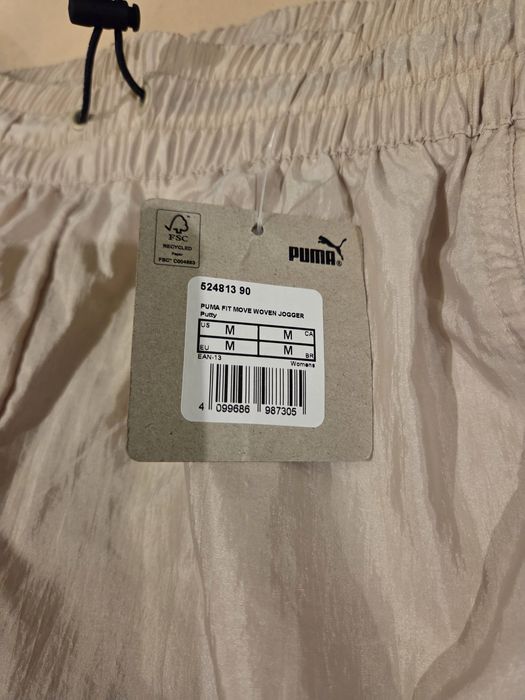 FSC
RECYCLED
Paper
FSC® C004863
PUMA®
524813 90
PUMA FIT MOVE WOVEN JOGGER
Putty
US M M CA
EU M M BR
EAN-13 Womens
4 099686 987305